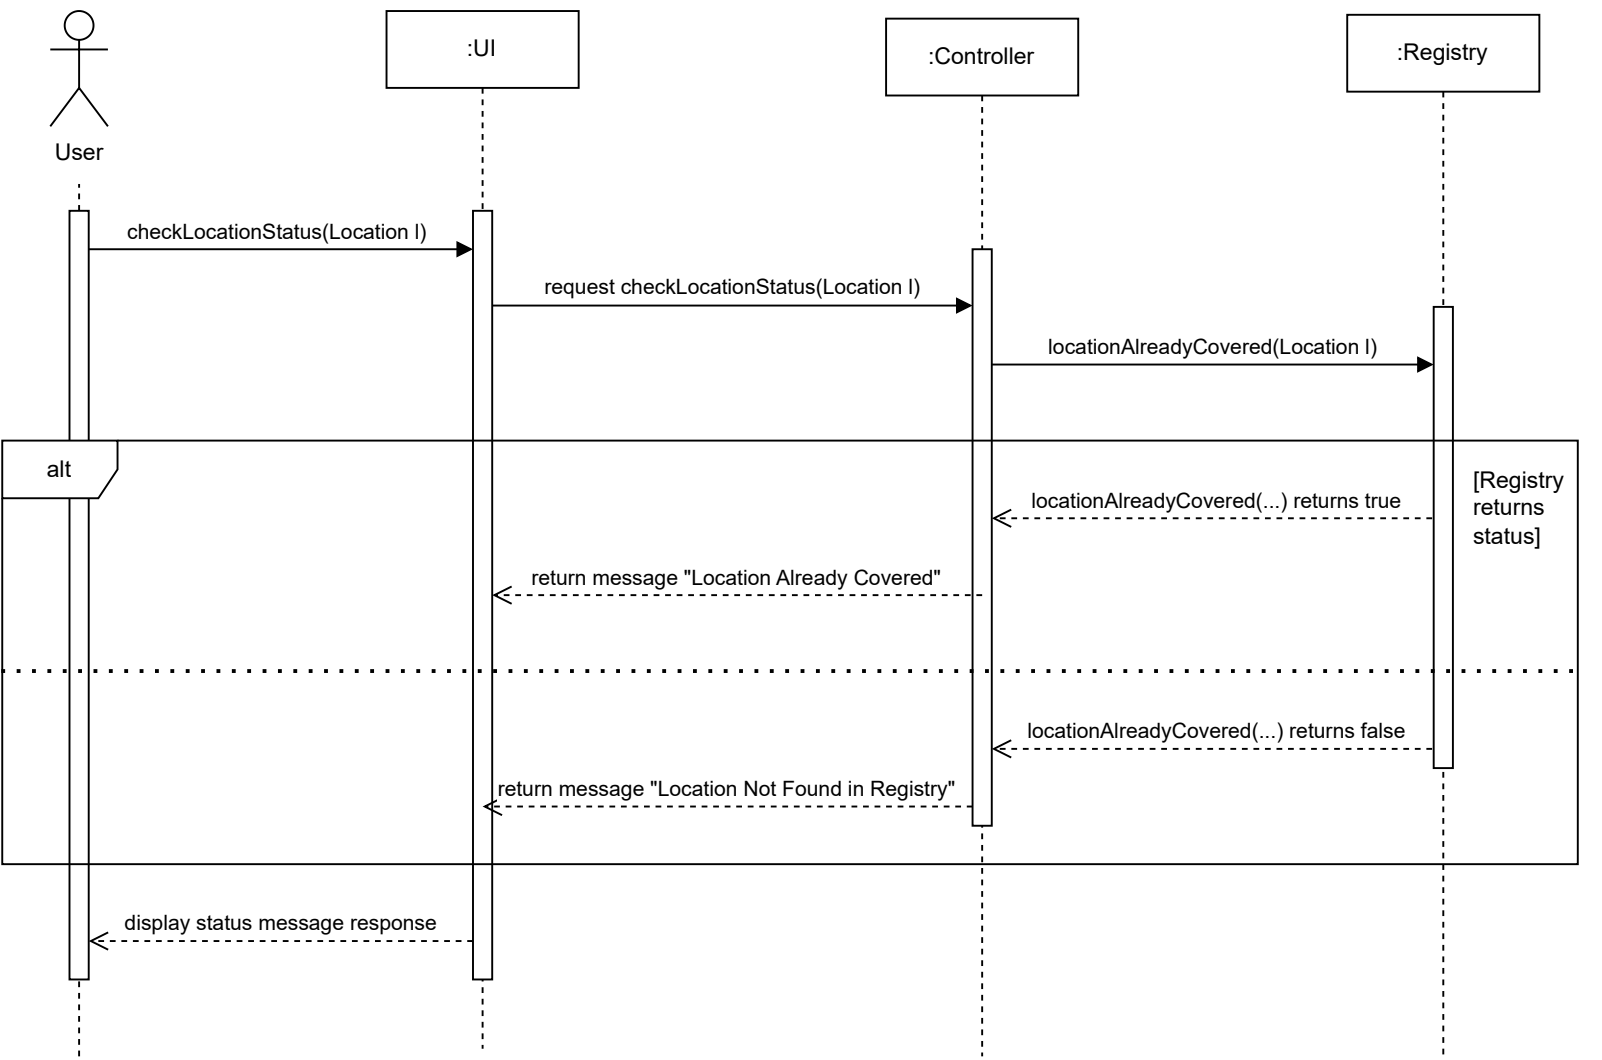 :UI
:Controller
:Registry
User
checkLocationStatus(Location l)
request checkLocationStatus(Location l)
locationAlreadyCovered(Location l)
alt
[Registry
returns
status]
locationAlreadyCovered(...) returns true
return message "Location Already Covered"
locationAlreadyCovered(...) returns false
return message "Location Not Found in Registry"
display status message response